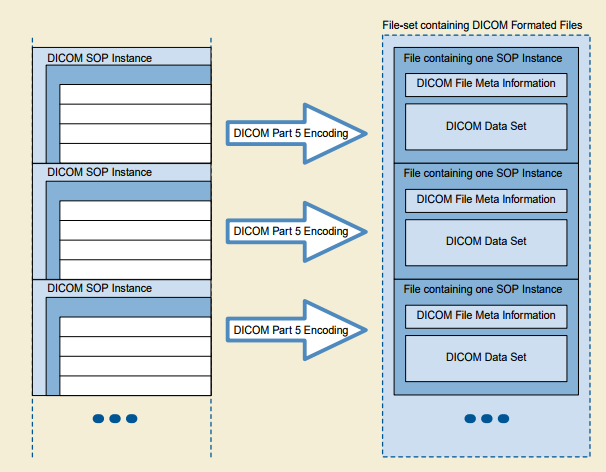 File-set containing DICOM Formated Files
DICOM SOP Instance
DICOM Part 5 Encoding
File containing one SOP Instance
DICOM File Meta Information
DICOM Data Set
DICOM SOP Instance
DICOM Part 5 Encoding
File containing one SOP Instance
DICOM File Meta Information
DICOM Data Set
DICOM SOP Instance
DICOM Part 5 Encoding
File containing one SOP Instance
DICOM File Meta Information
DICOM Data Set